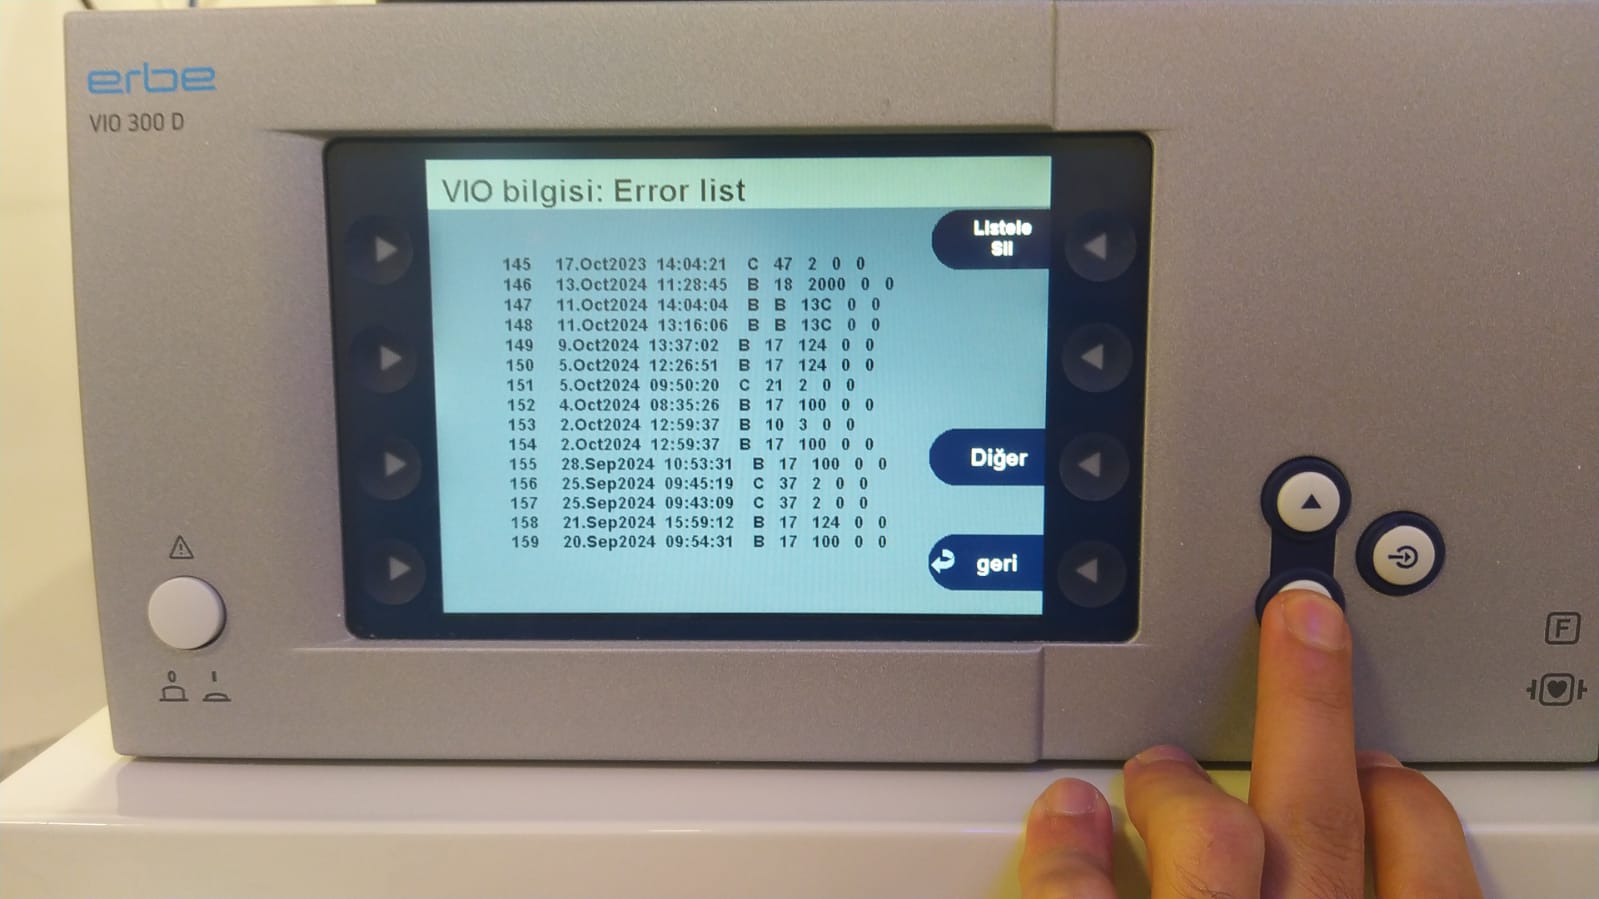 erbe
VIO 300 D
VIO bilgisi: Error list
Listele
Sil
145 17.Oct2023 14:04:21 C 47 2 0 0
146 13.Oct2024 11:28:45 B 18 2000 0 0
147 11.Oct2024 14:04:04 B B 13C 0 0
148 11.Oct2024 13:16:06 B B 13C 0 0
149 9.Oct2024 13:37:02 B 17 124 0 0
150 5.Oct2024 12:26:51 B 17 124 0 0
151 5.Oct2024 09:50:20 C 21 2 0 0
152 4.Oct2024 08:35:26 B 17 100 0 0
153 2.Oct2024 12:59:37 B 10 3 0 0
154 2.Oct2024 12:59:37 B 17 100 0 0
155 28.Sep2024 10:53:31 B 17 100 0 0
156 25.Sep2024 09:45:19 C 37 2 0 0
157 25.Sep2024 09:43:09 C 37 2 0 0
158 21.Sep2024 15:59:12 B 17 124 0 0
159 20.Sep2024 09:54:31 B 17 100 0 0
Diğer
geri
0 I
F